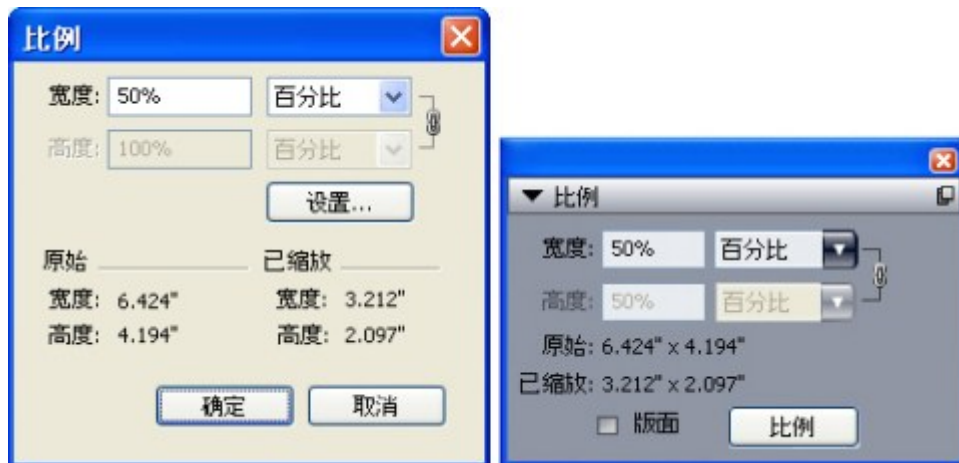 比例
宽度: 50% 百分比
高度: 100% 百分比
设置...
原始 已缩放
宽度: 6.424" 宽度: 3.212"
高度: 4.194" 高度: 2.097"
确定 取消
比例
宽度: 50% 百分比
高度: 50% 百分比
原始: 6.424" x 4.194"
已缩放: 3.212" x 2.097"
版面 比例